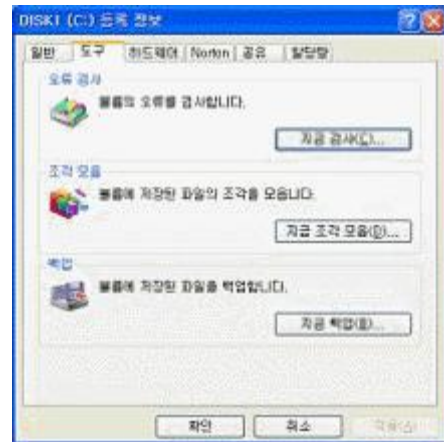 DISK1 (C:) 등록 정보
일반 도구 하드웨어 Norton 공유 할당량
오류 검사
볼륨의 오류를 검사합니다.
지금 검사(C)...
조각 모음
볼륨에 저장된 파일의 조각을 모읍니다.
지금 조각 모음(D)...
백업
볼륨에 저장된 파일을 백업합니다.
지금 백업(B)...
확인 취소 적용(A)